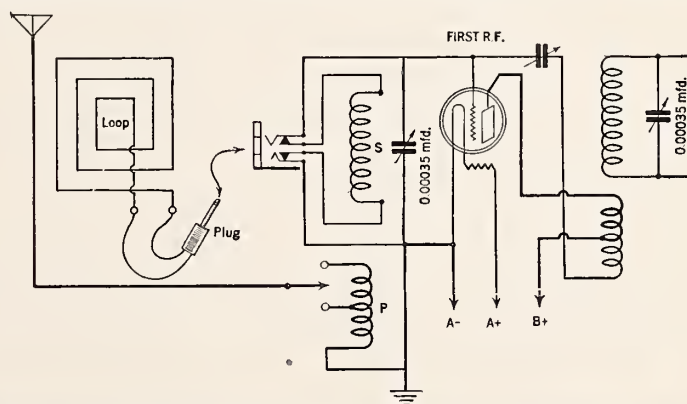 FIRST R.F.
Loop
S
0.00035 mfd.
0.00035 mfd.
Plug
P
A-
A+
B+